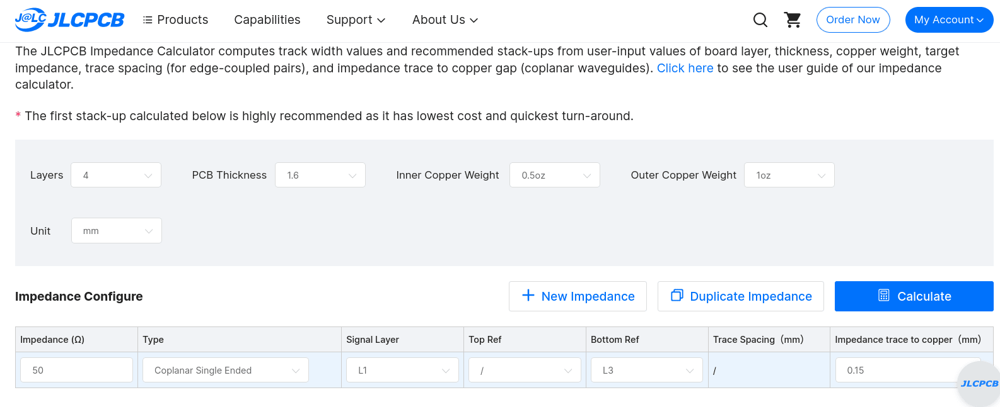 J@LC JLCPCB Products Capabilities Support About Us Order Now My Account
The JLCPCB Impedance Calculator computes track width values and recommended stack-ups from user-input values of board layer, thickness, copper weight, target
impedance, trace spacing (for edge-coupled pairs), and impedance trace to copper gap (coplanar waveguides). Click here to see the user guide of our impedance
calculator.
* The first stack-up calculated below is highly recommended as it has lowest cost and quickest turn-around.
Layers 4 PCB Thickness 1.6 Inner Copper Weight 0.5oz Outer Copper Weight 1oz
Unit mm
Impedance Configure New Impedance Duplicate Impedance Calculate
Impedance (Ω) Type Signal Layer Top Ref Bottom Ref Trace Spacing（mm） Impedance trace to copper（mm）
50 Coplanar Single Ended L1 / L3 / 0.15
JLCPCB